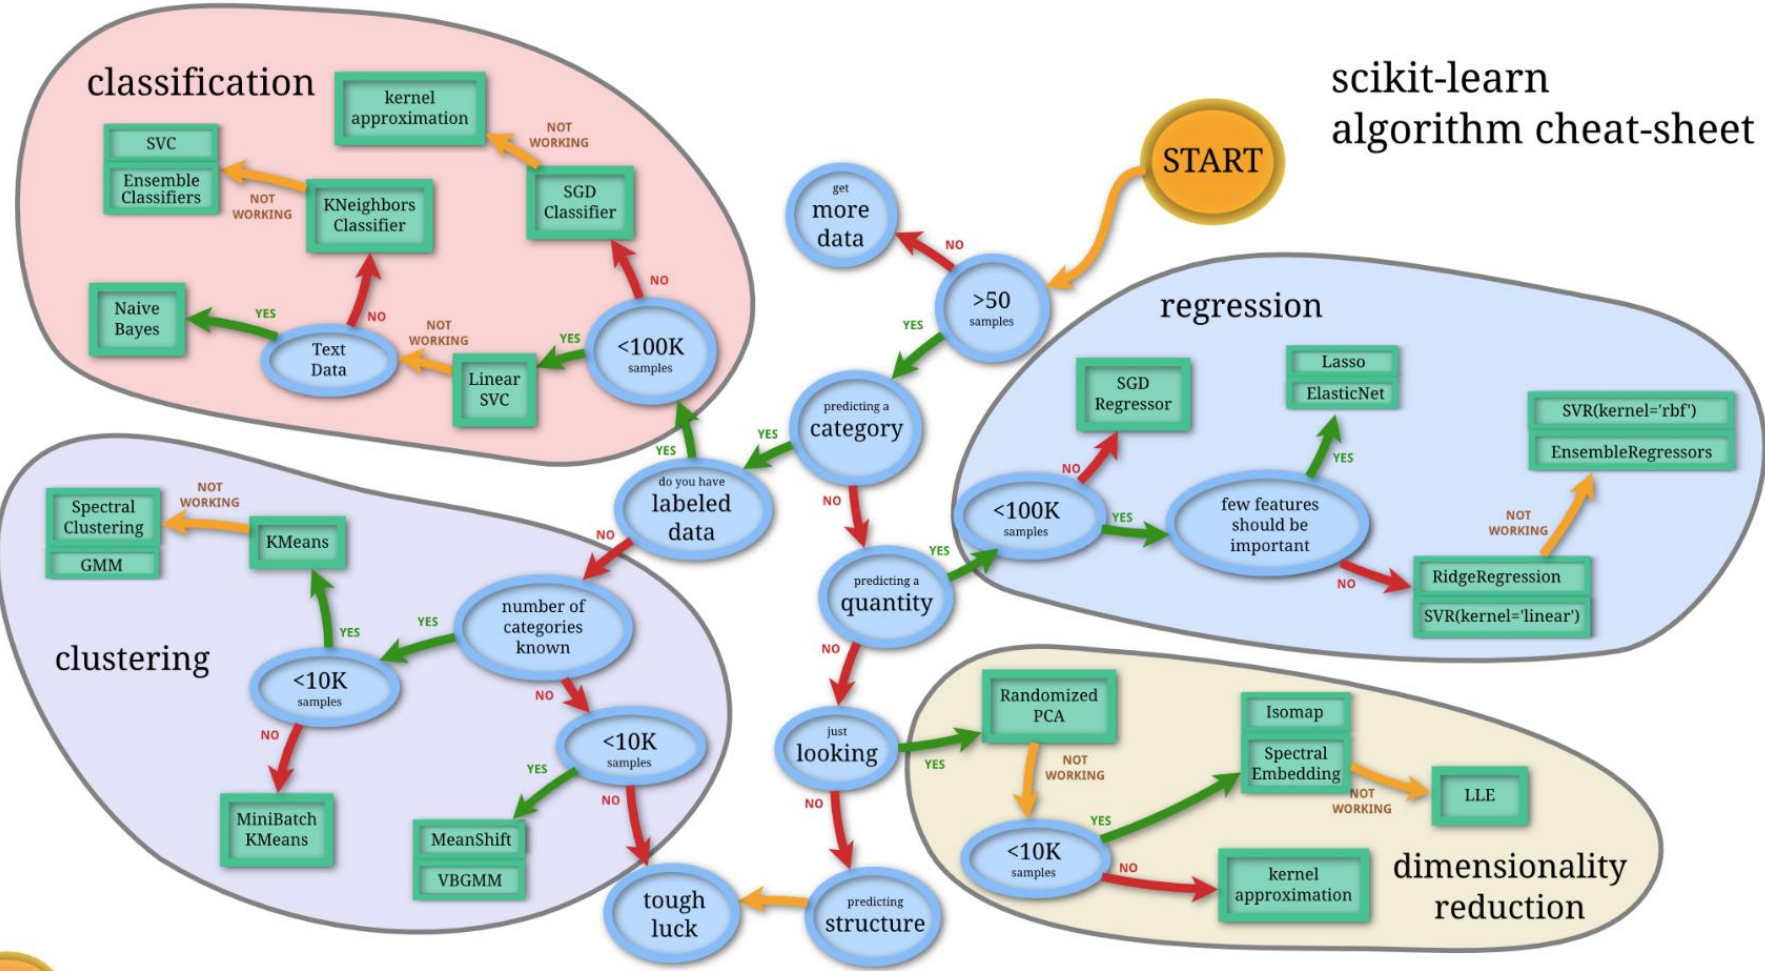 scikit-learn
algorithm cheat-sheet
START
classification
kernel
approximation
NOT
WORKING
SVC
Ensemble
Classifiers
NOT
WORKING
KNeighbors
Classifier
SGD
Classifier
NO
Naive
Bayes
YES
NO
Text
Data
NOT
WORKING
Linear
SVC
YES
<100K
samples
YES
get
more
data
NO
>50
samples
YES
predicting a
category
YES
do you have
labeled
data
NO
NO
predicting a
quantity
YES
NO
just
looking
YES
NO
predicting
structure
tough
luck
regression
SGD
Regressor
NO
<100K
samples
YES
Lasso
ElasticNet
YES
few features
should be
important
NO
SVR(kernel='rbf')
EnsembleRegressors
NOT
WORKING
RidgeRegression
SVR(kernel='linear')
clustering
Spectral
Clustering
GMM
NOT
WORKING
KMeans
YES
<10K
samples
YES
number of
categories
known
NO
NO
MiniBatch
KMeans
<10K
samples
YES
NO
MeanShift
VBGMM
dimensionality
reduction
Randomized
PCA
NOT
WORKING
<10K
samples
YES
Isomap
Spectral
Embedding
NOT
WORKING
LLE
NO
kernel
approximation